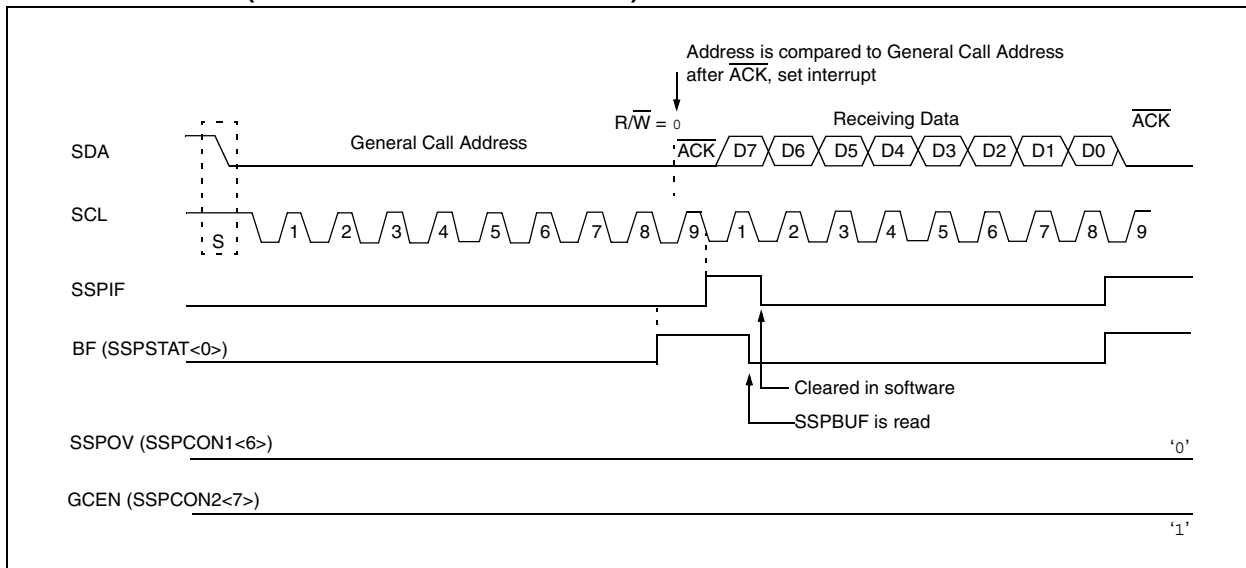 Address is compared to General Call Address
after ACK, set interrupt
R/W = 0
Receiving Data
ACK
SDA
General Call Address
ACK D7 D6 D5 D4 D3 D2 D1 D0
SCL
S
1 2 3 4 5 6 7 8 9 1 2 3 4 5 6 7 8 9
SSPIF
BF (SSPSTAT<0>)
Cleared in software
SSPBUF is read
SSPOV (SSPCON1<6>)
‘0’
GCEN (SSPCON2<7>)
‘1’